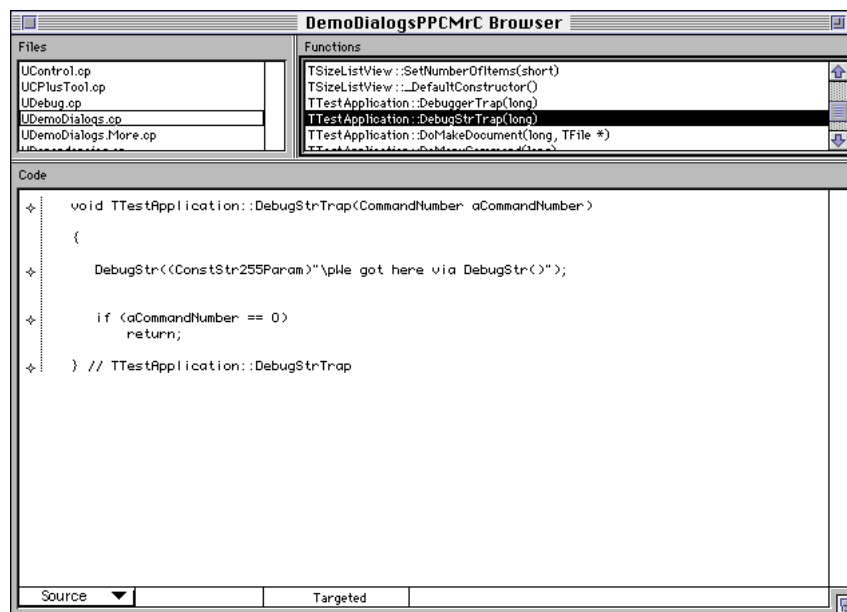 DemoDialogsPPCMrC Browser
Files
UControl.cp
UCPlusTool.cp
UDebug.cp
UDemoDialogs.cp
UDemoDialogs.More.cp
Functions
TSizeListView::SetNumberOfItems(short)
TSizeListView::_DefaultConstructor()
TTestApplication::DebuggerTrap(long)
TTestApplication::DebugStrTrap(long)
TTestApplication::DoMakeDocument(long, TFile *)
Code
void TTestApplication::DebugStrTrap(CommandNumber aCommandNumber)
{
DebugStr((ConstStr255Param)"\pWe got here via DebugStr()");
if (aCommandNumber == 0)
return;
} // TTestApplication::DebugStrTrap
Source
Targeted